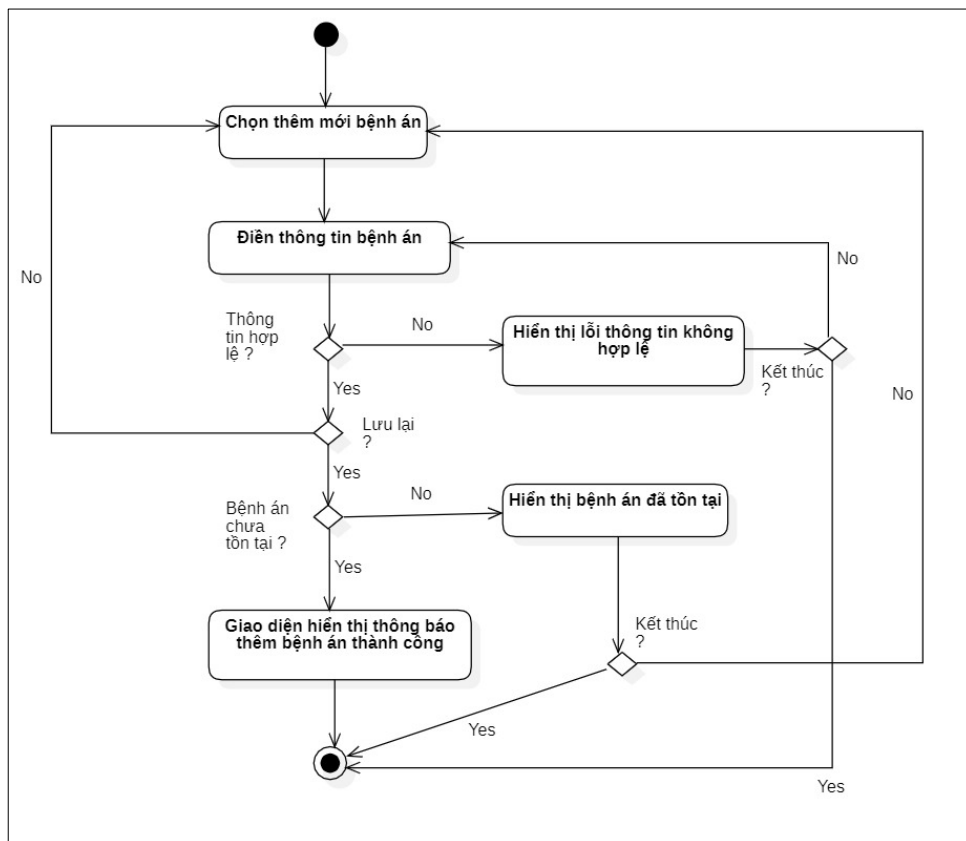 Chọn thêm mới bệnh án
Điền thông tin bệnh án
No
No
Thông
tin hợp
lệ ?
No
Hiển thị lỗi thông tin không
hợp lệ
Kết thúc
?
No
Yes
Lưu lại
?
Yes
Bệnh án
chưa
tồn tại ?
No
Hiển thị bệnh án đã tồn tại
Yes
Giao diện hiển thị thông báo
thêm bệnh án thành công
Kết thúc
?
Yes
Yes